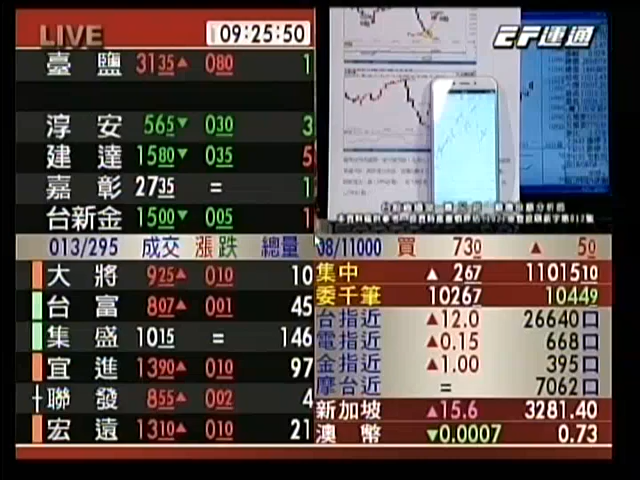 LIVE 09:25:50
EF運通
臺鹽 3135▲ 080 1
淳安 565▼ 030 3
建達 1580▼ 035 5
嘉彰 2735 = 1
台新金 1500▼ 005 1
013/295 成交 漲跌 總量
08/11000 買 730 ▲ 50
大將 925▲ 010 10
台富 807▲ 001 45
集盛 1015 = 146
宜進 1390▲ 010 97
聯發 855▲ 002 4
宏遠 1310▲ 010 21
集中 ▲267 1101510
委千筆 10267 10449
台指近 ▲12.0 26640口
電指近 ▲0.15 668口
金指近 ▲1.00 395口
摩台近 = 7062口
新加坡 ▲15.6 3281.40
澳幣 ▼0.0007 0.73